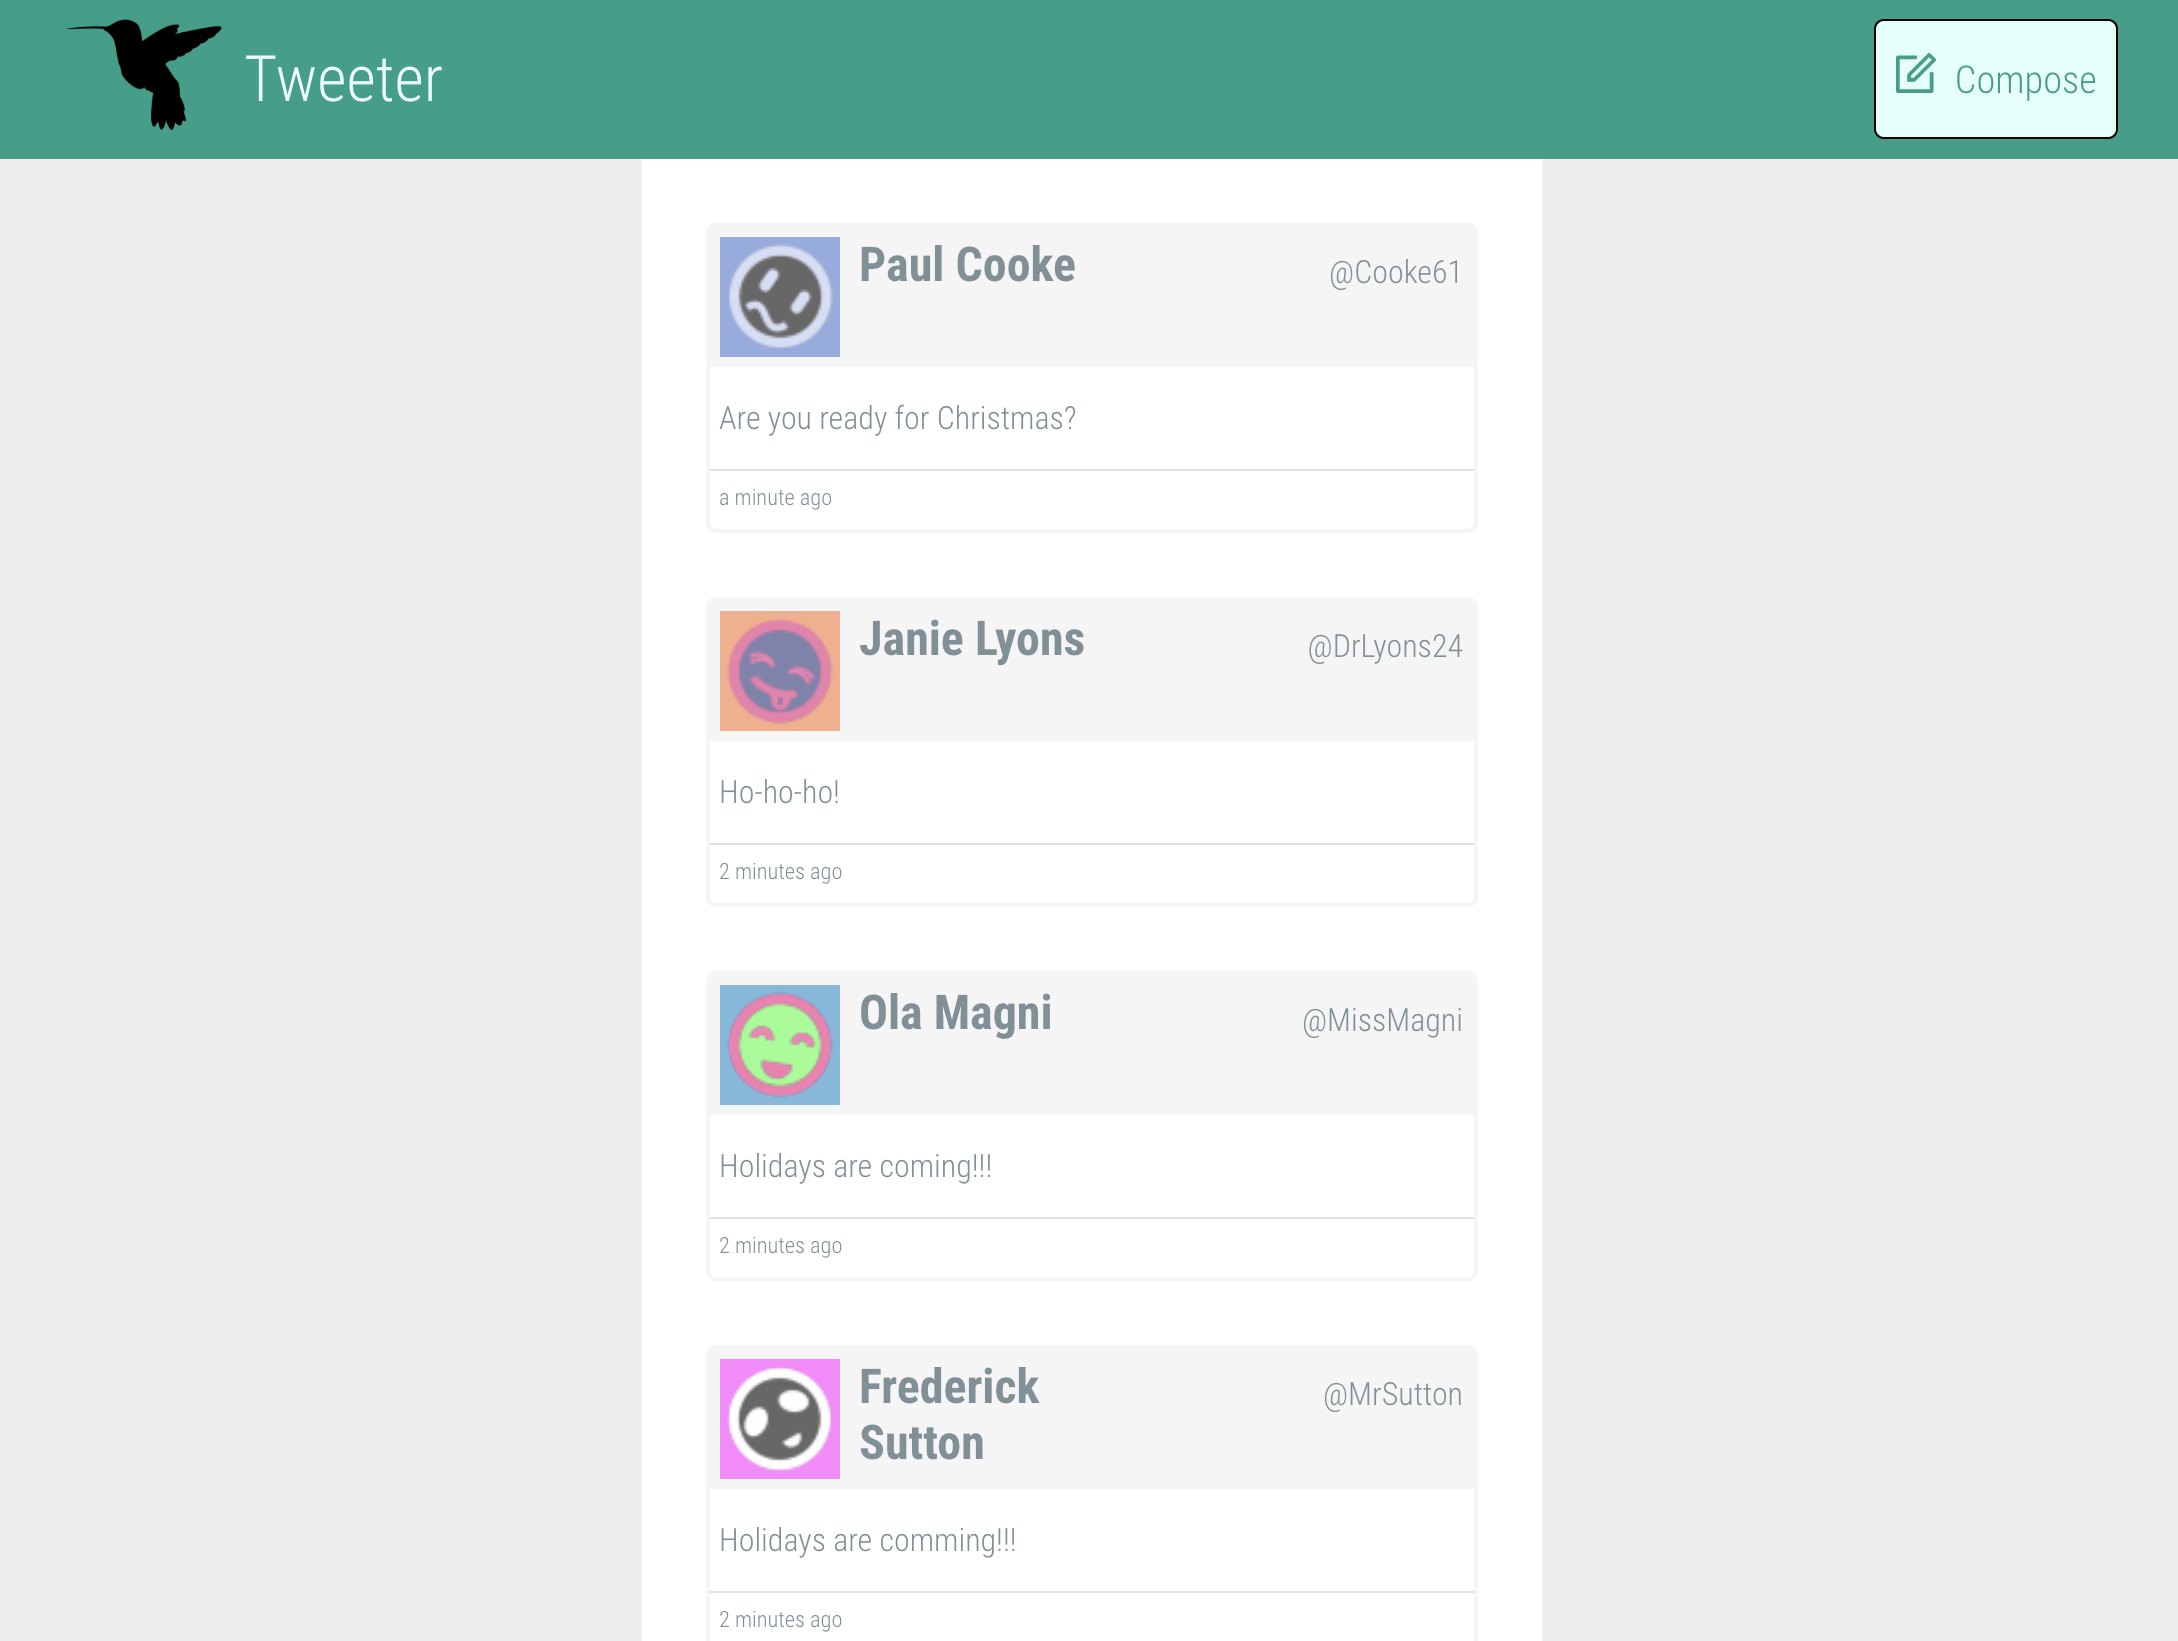 Tweeter
Compose
Paul Cooke
@Cooke61
Are you ready for Christmas?
a minute ago
Janie Lyons
@DrLyons24
Ho-ho-ho!
2 minutes ago
Ola Magni
@MissMagni
Holidays are coming!!!
2 minutes ago
Frederick
Sutton
@MrSutton
Holidays are comming!!!
2 minutes ago